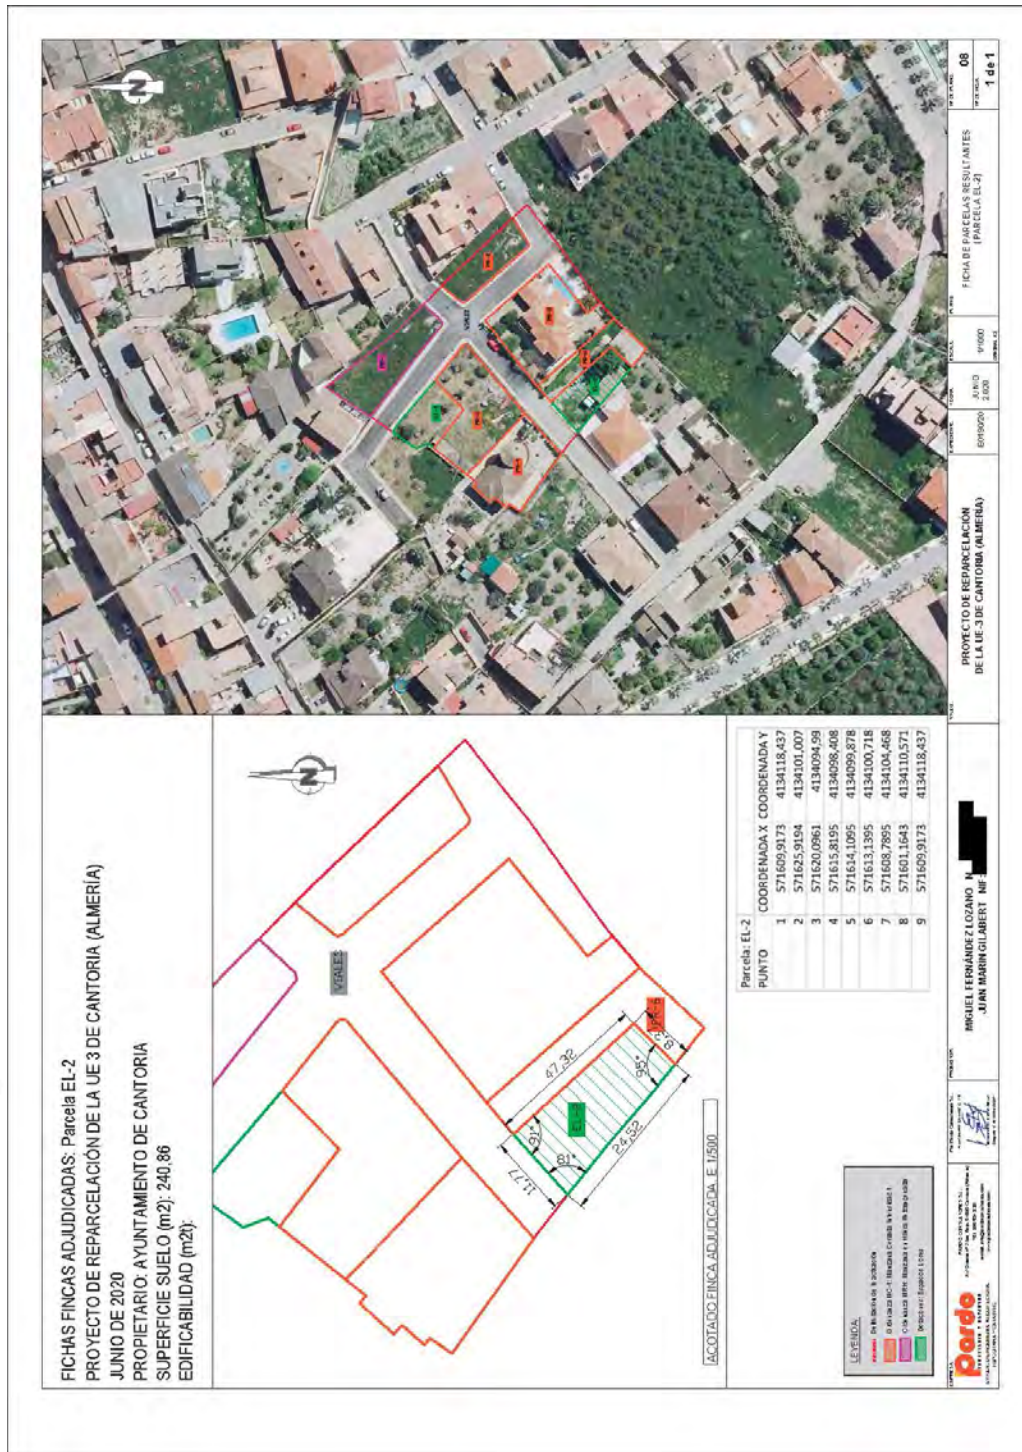 FICHAS FINCAS ADJUDICADAS: Parcela EL-2
PROYECTO DE REPARCELACIÓN DE LA UE-3 DE CANTORIA (ALMERÍA)
JUNIO DE 2020
PROPIETARIO: AYUNTAMIENTO DE CANTORIA
SUPERFICIE SUELO (m2): 240,86
EDIFICABILIDAD (m2t):
N
VIALES
47,32
11,77
91°
81°
95°
24,52
EL-2
ACOTADO FINCA ADJUDICADA. E 1/500
Parcela: EL-2
PUNTO COORDENADA X COORDENADA Y
1 571609,9173 4134118,437
2 571625,9194 4134101,007
3 571620,0961 4134094,99
4 571615,8195 4134098,408
5 571614,1095 4134099,878
6 571613,1395 4134100,718
7 571608,7895 4134104,468
8 571601,1643 4134110,571
9 571609,9173 4134118,437
LEYENDA:
N
VIALES
Pardo
MIGUEL FERNÁNDEZ LOZANO N
JUAN MARÍN GILABERT NIF:
PROYECTO DE REPARCELACIÓN
DE LA UE-3 DE CANTORIA (ALMERIA)
JUNIO
2.020
1/1000
FICHA DE PARCELAS RESULTANTES
(PARCELA EL-2)
08
1 de 1